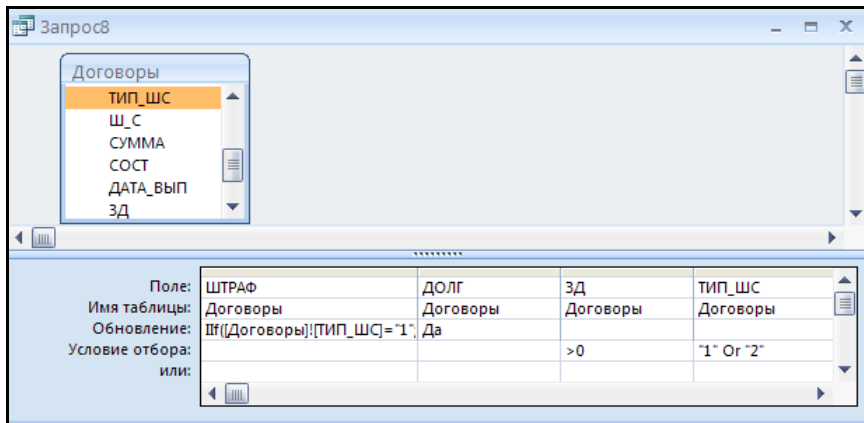 Запрос8
Договоры
ТИП_ШС
Ш_С
СУММА
СОСТ
ДАТА_ВЫП
ЗД
Поле: ШТРАФ ДОЛГ ЗД ТИП_ШС
Имя таблицы: Договоры Договоры Договоры Договоры
Обновление: IIf([Договоры]![ТИП_ШС]="1"; Да
Условие отбора: >0 "1" Or "2"
или: